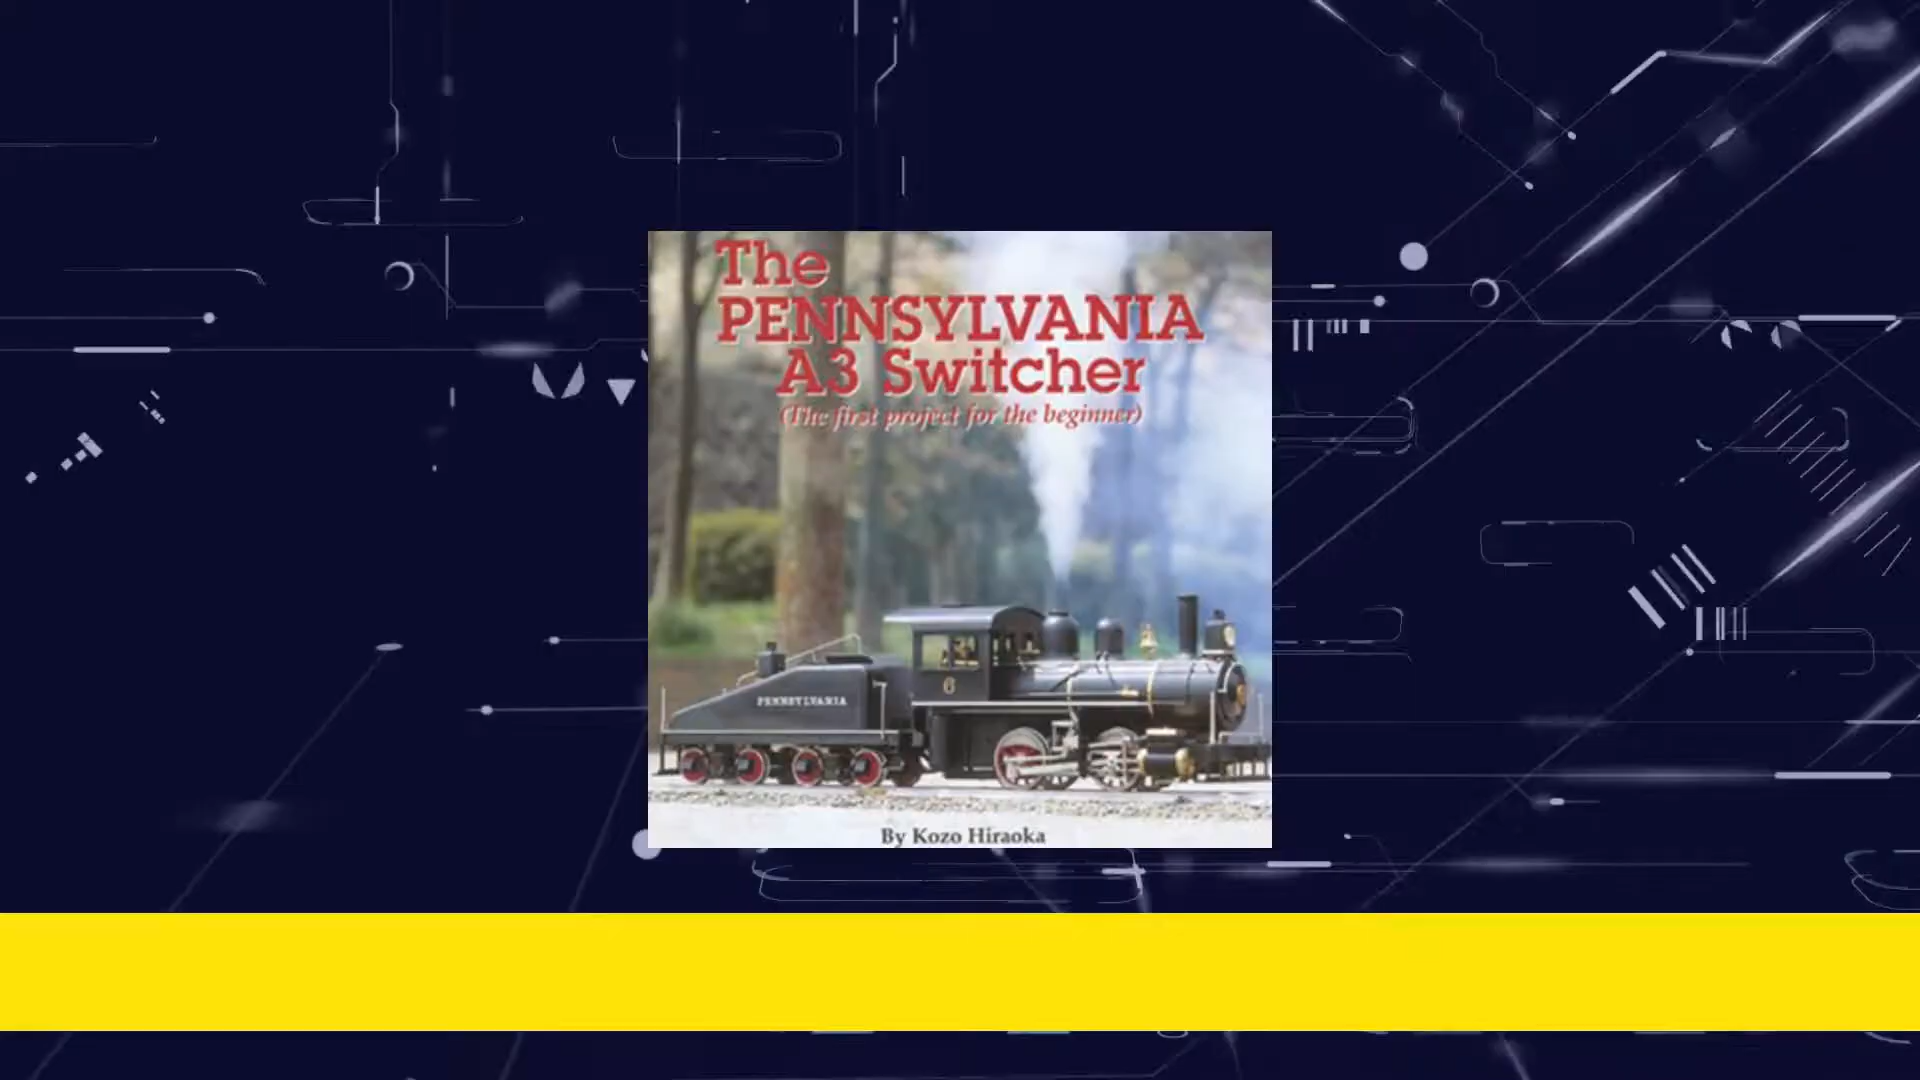 The
PENNSYLVANIA
A3 Switcher
(The first project for the beginner)
6
PENNSYLVANIA
By Kozo Hiraoka